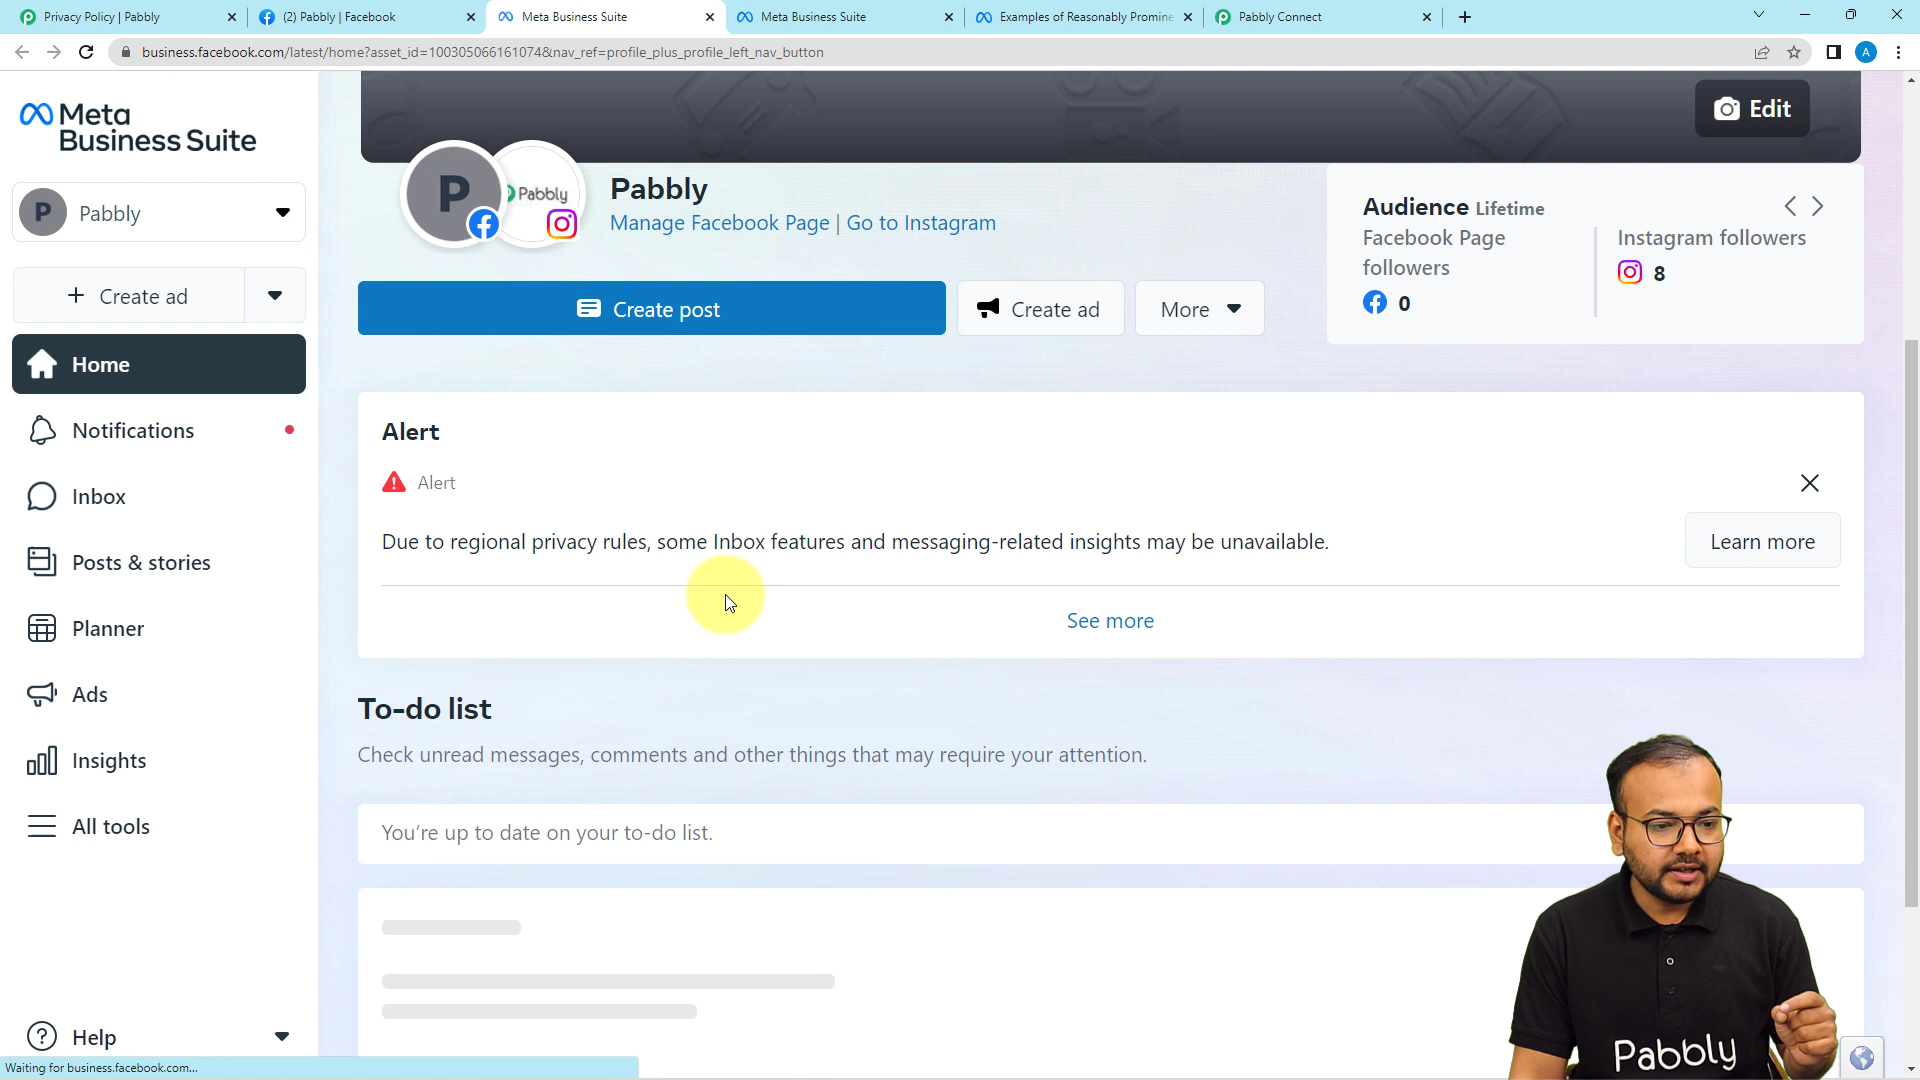 Privacy Policy | Pabbly
(2) Pabbly | Facebook
Meta Business Suite
Meta Business Suite
Examples of Reasonably Promine
Pabbly Connect
business.facebook.com/latest/home?asset_id=100305066161074&nav_ref=profile_plus_profile_left_nav_button
A
Meta
Business Suite
P Pabbly
+ Create ad
Home
Notifications
Inbox
Posts & stories
Planner
Ads
Insights
All tools
Help
Waiting for business.facebook.com...
Edit
P
Pabbly
Pabbly
Manage Facebook Page | Go to Instagram
Create post
Create ad
More
Audience Lifetime
Facebook Page
followers
0
Instagram followers
8
Alert
Alert
Due to regional privacy rules, some Inbox features and messaging-related insights may be unavailable.
Learn more
See more
To-do list
Check unread messages, comments and other things that may require your attention.
You're up to date on your to-do list.
Pabbly